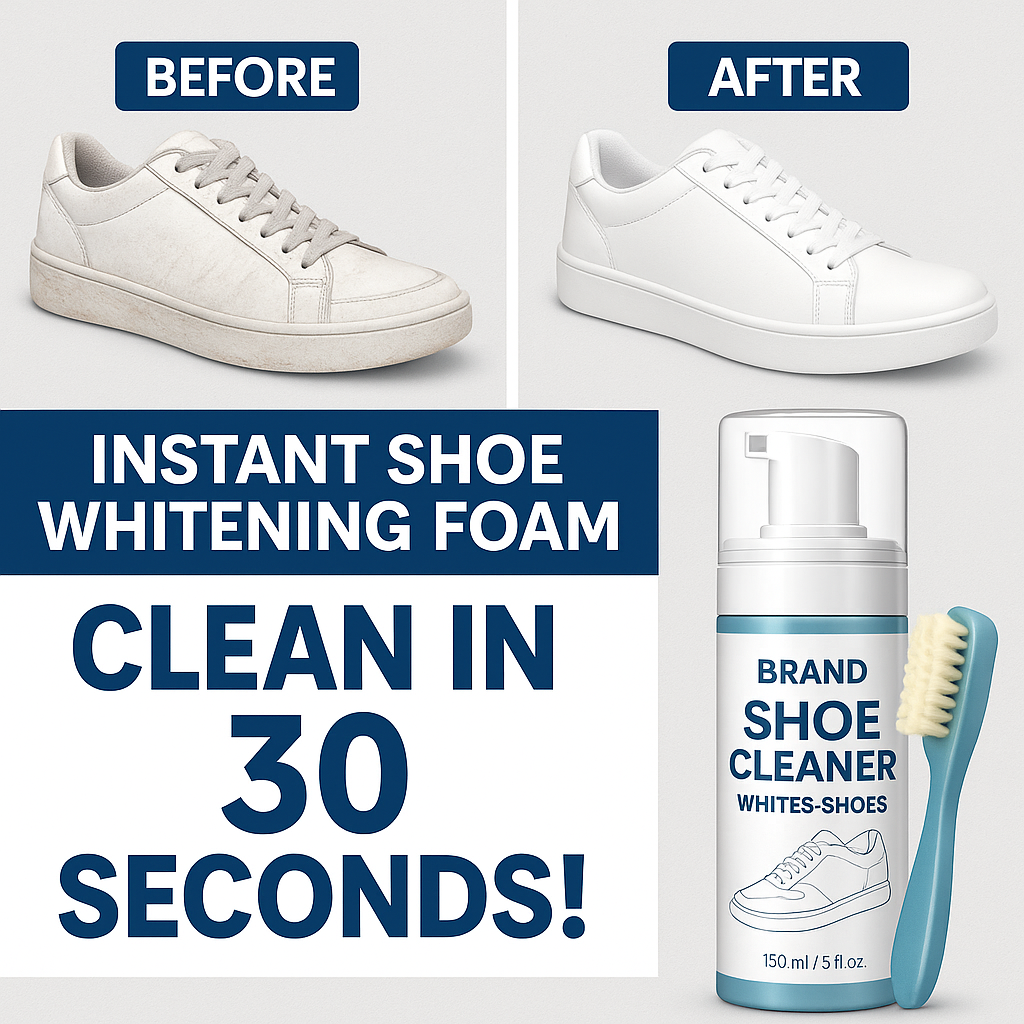 BEFORE
AFTER
INSTANT SHOE
WHITENING FOAM
CLEAN IN
30
SECONDS!
BRAND
SHOE
CLEANER
WHITES-SHOES
150.ml / 5 fl.oz.